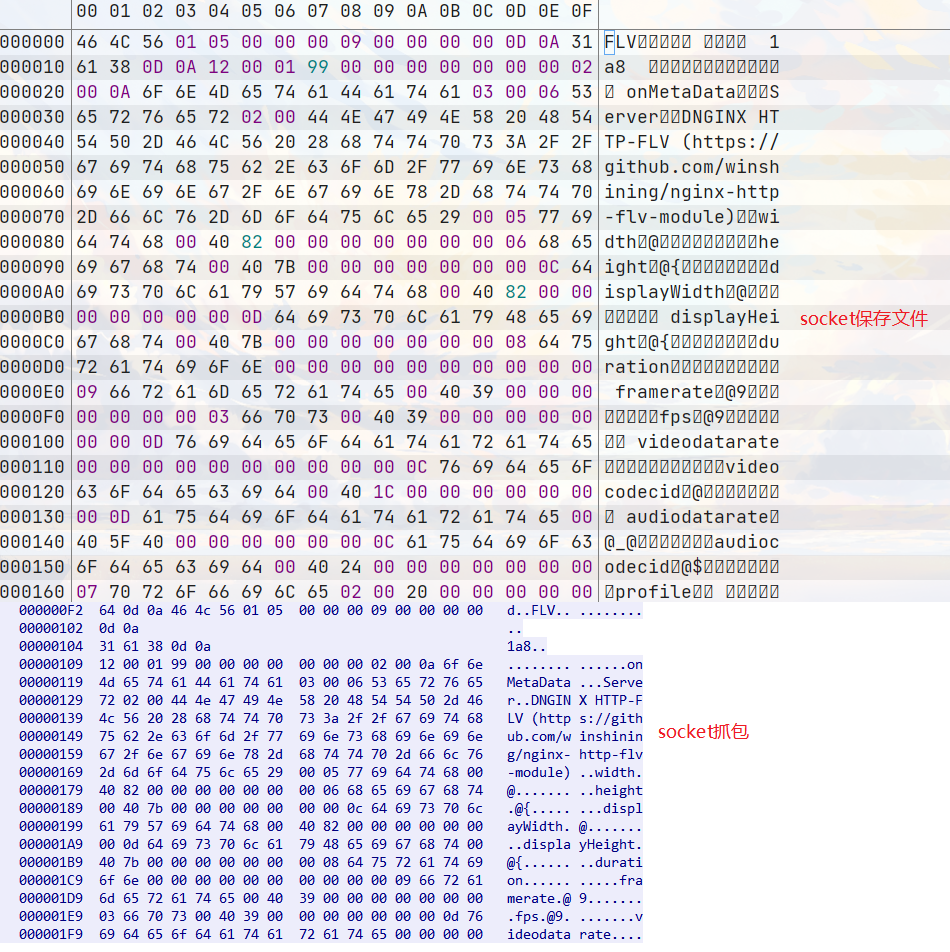 00 01 02 03 04 05 06 07 08 09 0A 0B 0C 0D 0E 0F
000000 46 4C 56 01 05 00 00 00 09 00 00 00 00 0D 0A 31 FLV▯▯▯▯▯ ▯▯▯▯  1
000010 61 38 0D 0A 12 00 01 99 00 00 00 00 00 00 00 02 a8  ▯▯▯▯▯▯▯▯▯▯▯▯
000020 00 0A 6F 6E 4D 65 74 61 44 61 74 61 03 00 06 53 ▯ onMetaData▯▯▯S
000030 65 72 76 65 72 02 00 44 4E 47 49 4E 58 20 48 54 erver▯▯DNGINX HT
000040 54 50 2D 46 4C 56 20 28 68 74 74 70 73 3A 2F 2F TP-FLV (https://
000050 67 69 74 68 75 62 2E 63 6F 6D 2F 77 69 6E 73 68 github.com/winsh
000060 69 6E 69 6E 67 2F 6E 67 69 6E 78 2D 68 74 74 70 ining/nginx-http
000070 2D 66 6C 76 2D 6D 6F 64 75 6C 65 29 00 05 77 69 -flv-module)▯▯wi
000080 64 74 68 00 40 82 00 00 00 00 00 00 00 06 68 65 dth▯@▯▯▯▯▯▯▯▯▯he
000090 69 67 68 74 00 40 7B 00 00 00 00 00 00 00 0C 64 ight▯@{▯▯▯▯▯▯▯▯d
0000A0 69 73 70 6C 61 79 57 69 64 74 68 00 40 82 00 00 isplayWidth▯@▯▯▯
0000B0 00 00 00 00 00 0D 64 69 73 70 6C 61 79 48 65 69 ▯▯▯▯▯ displayHei
socket保存文件
0000C0 67 68 74 00 40 7B 00 00 00 00 00 00 00 08 64 75 ght▯@{▯▯▯▯▯▯▯▯du
0000D0 72 61 74 69 6F 6E 00 00 00 00 00 00 00 00 00 00 ration▯▯▯▯▯▯▯▯▯▯
0000E0 09 66 72 61 6D 65 72 61 74 65 00 40 39 00 00 00  framerate▯@9▯▯▯
0000F0 00 00 00 00 03 66 70 73 00 40 39 00 00 00 00 00 ▯▯▯▯▯fps▯@9▯▯▯▯▯
000100 00 00 0D 76 69 64 65 6F 64 61 74 61 72 61 74 65 ▯▯ videodatarate
000110 00 00 00 00 00 00 00 00 00 00 0C 76 69 64 65 6F ▯▯▯▯▯▯▯▯▯▯▯video
000120 63 6F 64 65 63 69 64 00 40 1C 00 00 00 00 00 00 codecid▯@▯▯▯▯▯▯▯
000130 00 0D 61 75 64 69 6F 64 61 74 61 72 61 74 65 00 ▯ audiodatarate▯
000140 40 5F 40 00 00 00 00 00 00 0C 61 75 64 69 6F 63 @_@▯▯▯▯▯▯▯audioc
000150 6F 64 65 63 69 64 00 40 24 00 00 00 00 00 00 00 odecid▯@$▯▯▯▯▯▯▯
000160 07 70 72 6F 66 69 6C 65 02 00 20 00 00 00 00 00 ▯profile▯▯ ▯▯▯▯▯
000000F2 64 0d 0a 46 4c 56 01 05 00 00 00 09 00 00 00 00 d..FLV.. ........
00000102 0d 0a ..
00000104 31 61 38 0d 0a 1a8..
00000109 12 00 01 99 00 00 00 00 00 00 00 02 00 0a 6f 6e ........ ......on
00000119 4d 65 74 61 44 61 74 61 03 00 06 53 65 72 76 65 MetaData ...Serve
00000129 72 02 00 44 4e 47 49 4e 58 20 48 54 54 50 2d 46 r..DNGIN X HTTP-F
00000139 4c 56 20 28 68 74 74 70 73 3a 2f 2f 67 69 74 68 LV (http s://gith
socket抓包
00000149 75 62 2e 63 6f 6d 2f 77 69 6e 73 68 69 6e 69 6e ub.com/w inshinin
00000159 67 2f 6e 67 69 6e 78 2d 68 74 74 70 2d 66 6c 76 g/nginx- http-flv
00000169 2d 6d 6f 64 75 6c 65 29 00 05 77 69 64 74 68 00 -module) ..width.
00000179 40 82 00 00 00 00 00 00 00 06 68 65 69 67 68 74 @....... ..height
00000189 00 40 7b 00 00 00 00 00 00 00 0c 64 69 73 70 6c .@{..... ...displ
00000199 61 79 57 69 64 74 68 00 40 82 00 00 00 00 00 00 ayWidth. @.......
000001A9 00 0d 64 69 73 70 6c 61 79 48 65 69 67 68 74 00 ..displa yHeight.
000001B9 40 7b 00 00 00 00 00 00 00 08 64 75 72 61 74 69 @{...... ..durati
000001C9 6f 6e 00 00 00 00 00 00 00 00 00 00 09 66 72 61 on...... .....fra
000001D9 6d 65 72 61 74 65 00 40 39 00 00 00 00 00 00 00 merate.@ 9.......
000001E9 03 66 70 73 00 40 39 00 00 00 00 00 00 00 0d 76 .fps.@9. .......v
000001F9 69 64 65 6f 64 61 74 61 72 61 74 65 00 00 00 00 ideodata rate....